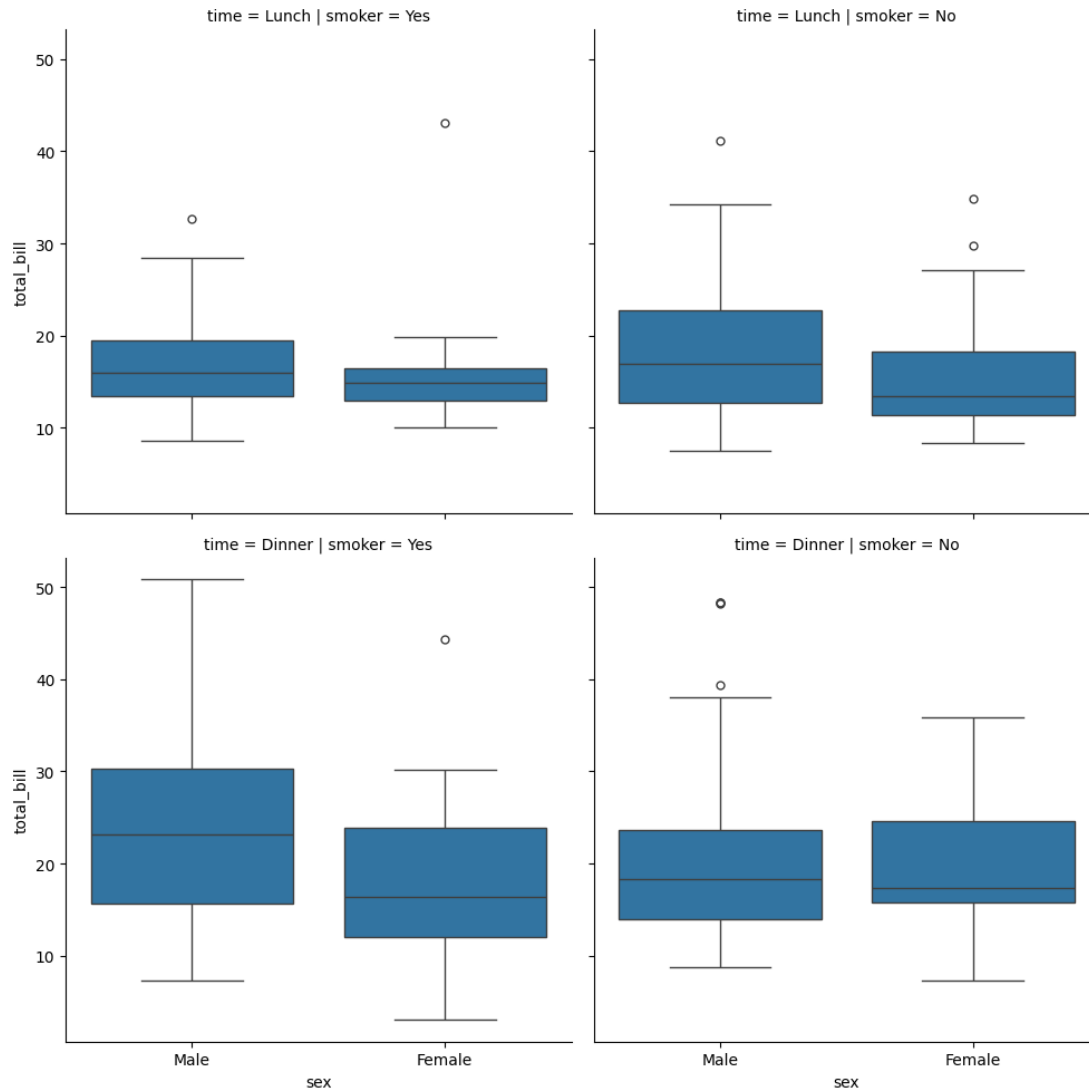 time = Lunch | smoker = Yes
time = Lunch | smoker = No
50
40
30
20
10
total_bill
time = Dinner | smoker = Yes
time = Dinner | smoker = No
50
40
30
20
10
total_bill
Male
Female
Male
Female
sex
sex